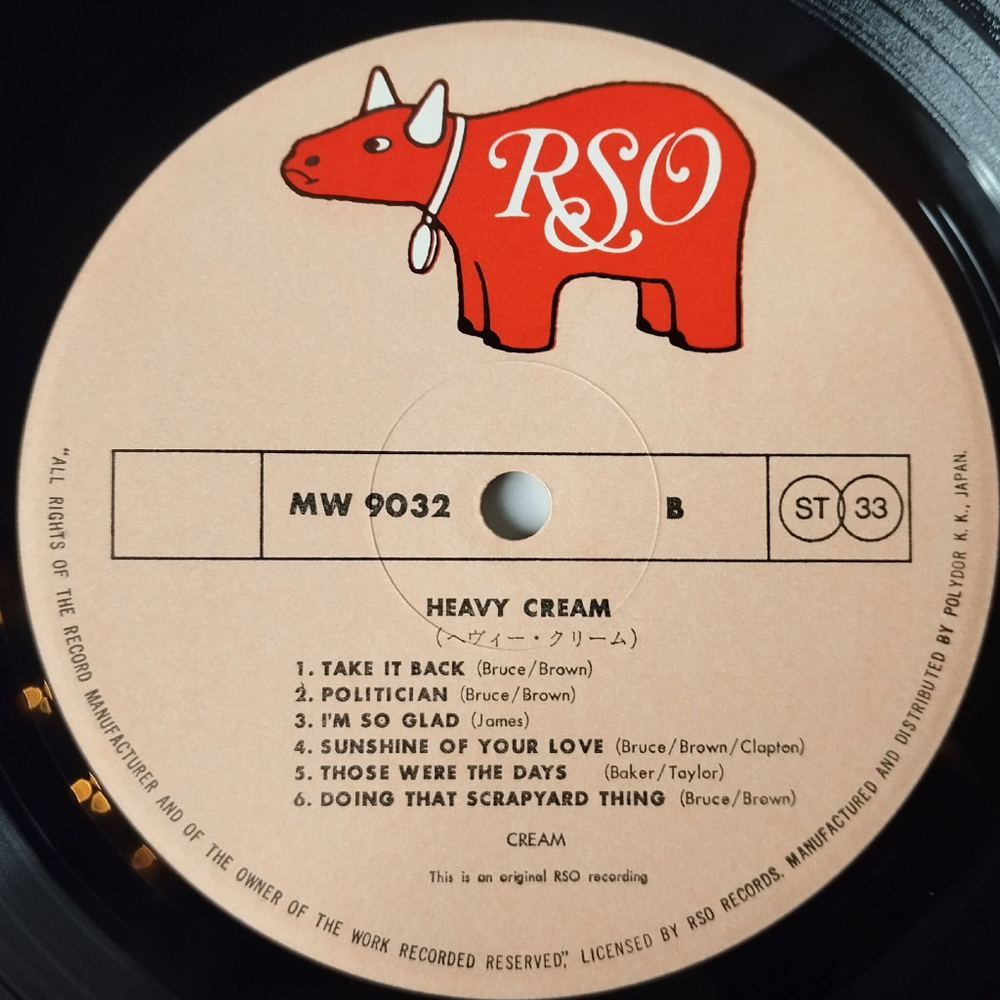 RSO
MW 9032 B ST 33
HEAVY CREAM
(ヘヴィー・クリーム)
1. TAKE IT BACK (Bruce/Brown)
2. POLITICIAN (Bruce/Brown)
3. I'M SO GLAD (James)
4. SUNSHINE OF YOUR LOVE (Bruce/Brown/Clapton)
5. THOSE WERE THE DAYS (Baker/Taylor)
6. DOING THAT SCRAPYARD THING (Bruce/Brown)
CREAM
This is an original RSO recording
"ALL RIGHTS OF THE RECORD MANUFACTURER AND OF THE OWNER OF THE WORK RECORDED RESERVED," LICENSED BY RSO RECORDS. MANUFACTURED AND DISTRIBUTED BY POLYDOR K. K., JAPAN.